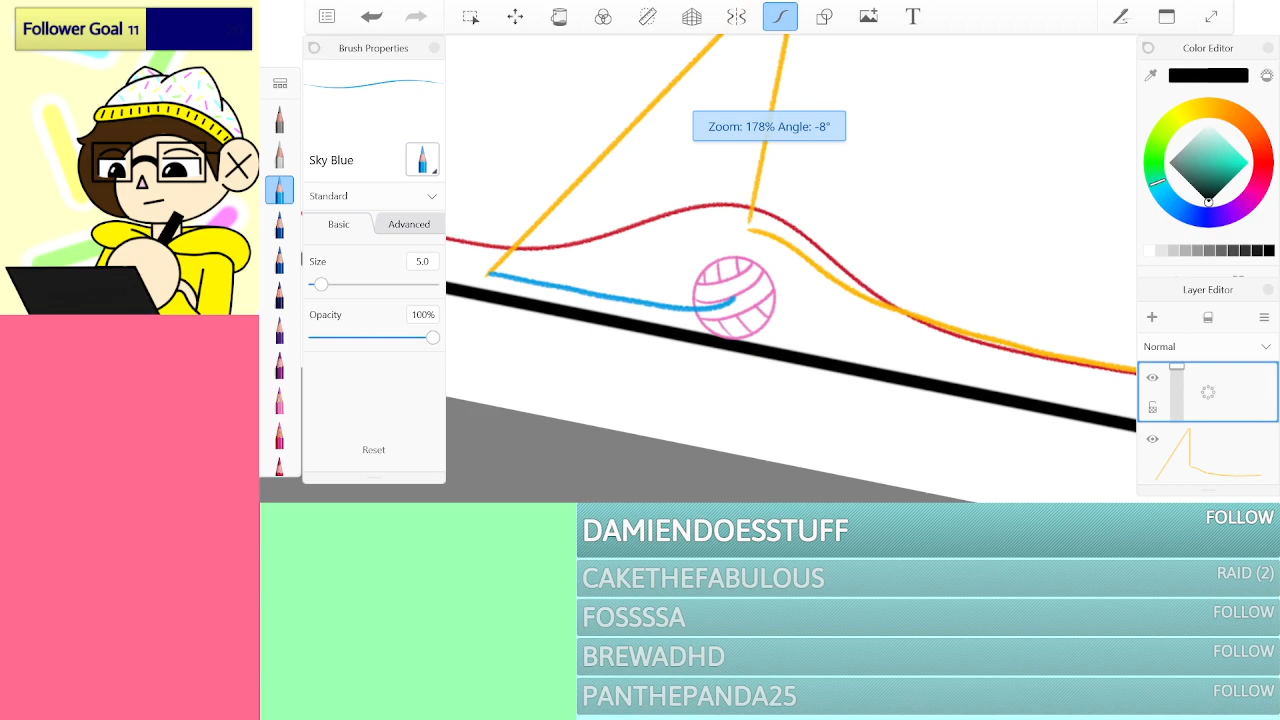 Follower Goal 11
Brush Properties
Sky Blue
Standard
Basic
Advanced
Size
5.0
Opacity
100%
Reset
T
Zoom: 178% Angle: -8°
Color Editor
Layer Editor
Normal
DAMIENDOESSTUFF FOLLOW
CAKETHEFABULOUS RAID (2)
FOSSSSA FOLLOW
BREWADHD FOLLOW
PANTHEPANDA25 FOLLOW